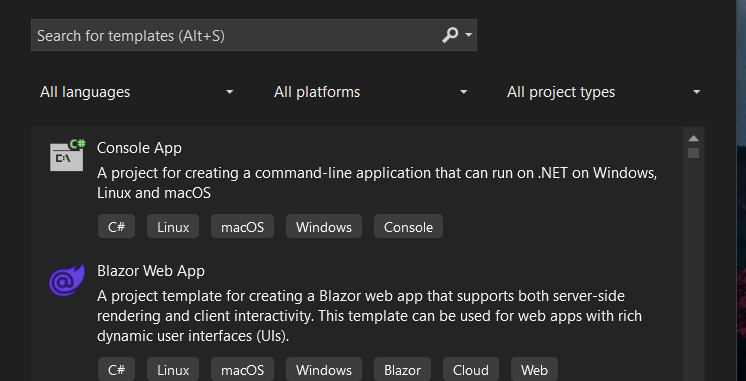 Search for templates (Alt+S)
All languages
All platforms
All project types
C#
C:\
Console App
A project for creating a command-line application that can run on .NET on Windows,
Linux and macOS
C# Linux macOS Windows Console
Blazor Web App
A project template for creating a Blazor web app that supports both server-side
rendering and client interactivity. This template can be used for web apps with rich
dynamic user interfaces (UIs).
C# Linux macOS Windows Blazor Cloud Web